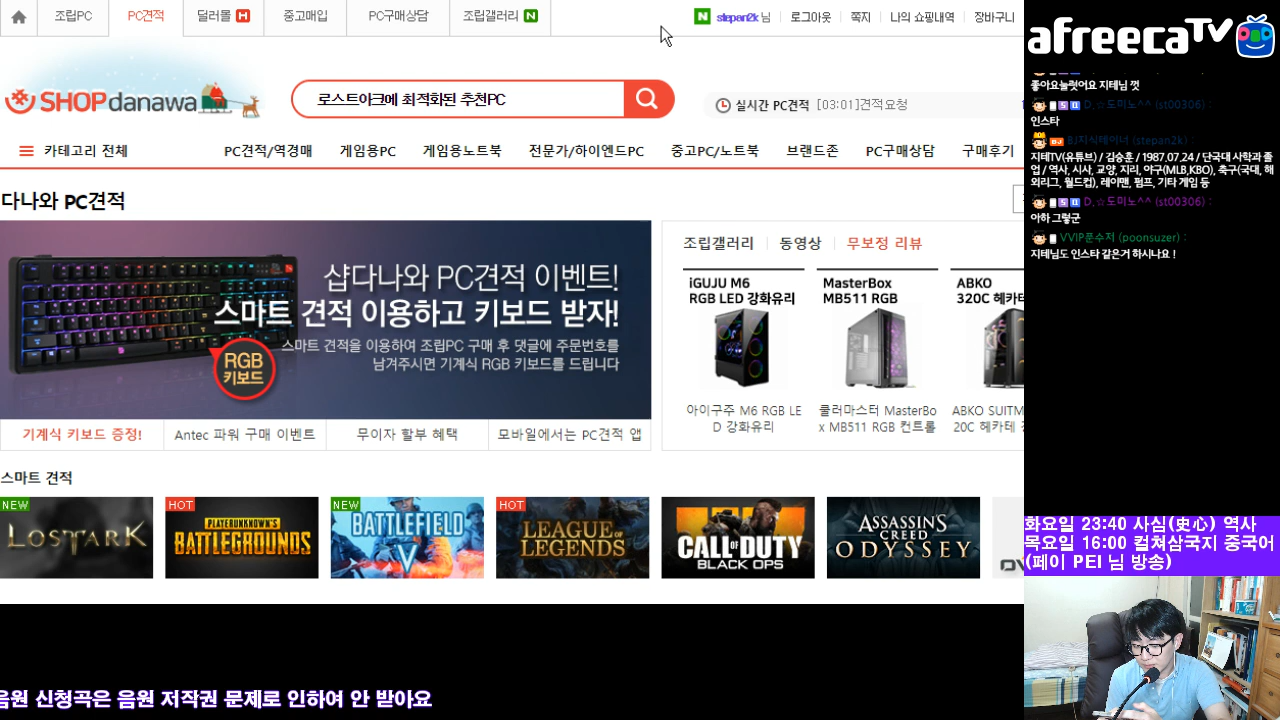 조립PC
PC견적
딜러몰 H
중고매입
PC구매상담
조립갤러리 N
N stepan2k 님
로그아웃
쪽지
나의 쇼핑내역
장바구니
SHOPdanawa
로스트아크에 최적화된 추천PC
실시간 PC견적 [03:01]견적요청
카테고리 전체
PC견적/역경매
게임용PC
게임용노트북
전문가/하이엔드PC
중고PC/노트북
브랜드존
PC구매상담
구매후기
다나와 PC견적
샵다나와 PC견적 이벤트!
스마트 견적 이용하고 키보드 받자!
스마트 견적을 이용하여 조립PC 구매 후 댓글에 주문번호를
남겨주시면 기계식 RGB 키보드를 드립니다
RGB
키보드
기계식 키보드 증정!
Antec 파워 구매 이벤트
무이자 할부 혜택
모바일에서는 PC견적 앱
조립갤러리
동영상
무보정 리뷰
iGUJU M6
RGB LED 강화유리
MasterBox
MB511 RGB
ABKO
320C 헤카테
아이구주 M6 RGB LE
D 강화유리
쿨러마스터 MasterBo
x MB511 RGB 컨트롤
ABKO SUITM
20C 헤카테
스마트 견적
NEW
LOST ARK
HOT
PLAYERUNKNOWN'S
BATTLEGROUNDS
NEW
BATTLEFIELD
V
HOT
LEAGUE OF
LEGENDS
CALL OF DUTY
BLACK OPS
ASSASSIN'S
CREED
ODYSSEY
음원 신청곡은 음원 저작권 문제로 인하여 안 받아요
afreecaTV
좋아요눌럿어요 지테님 껏
D,☆도미노^^ (st00306) :
인스타
BJ지식테이너 (stepan2k) :
지테TV(유튜브) / 김승훈 / 1987.07.24 / 단국대 사학과 졸
업 / 역사, 시사, 교양, 지리, 야구(MLB,KBO), 축구(국대, 해
외리그, 월드컵), 레이맨, 펌프, 기타 게임 등
D,☆도미노^^ (st00306) :
아하 그렇군
VVIP푼수저 (poonsuzer) :
지테님도 인스타 같은거 하시나요 !
화요일 23:40 사심(史心) 역사
목요일 16:00 컬쳐삼국지 중국어
(페이 PEI 님 방송)